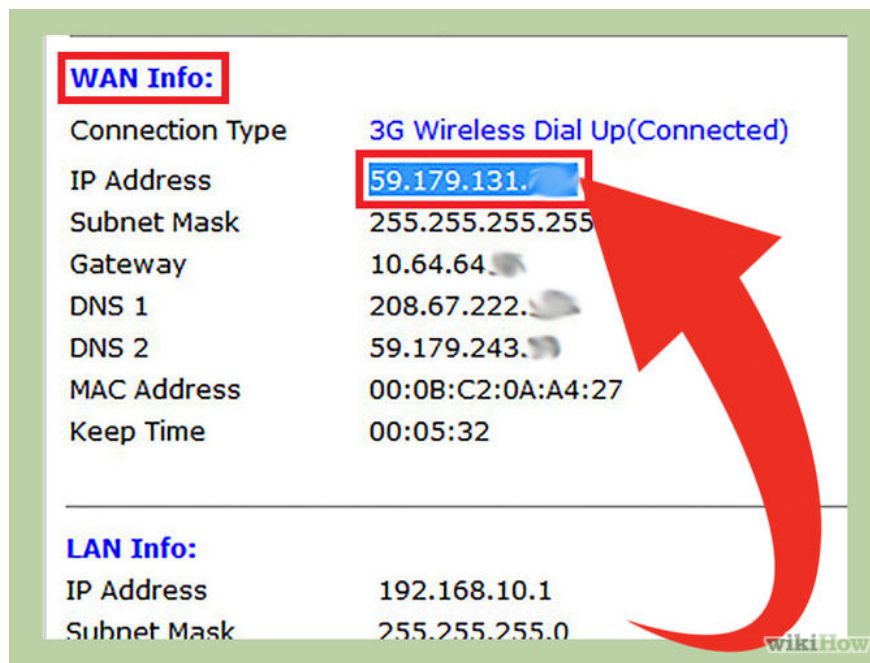 WAN Info:
Connection Type 3G Wireless Dial Up(Connected)
IP Address 59.179.131.
Subnet Mask 255.255.255.255
Gateway 10.64.64.
DNS 1 208.67.222.
DNS 2 59.179.243.
MAC Address 00:0B:C2:0A:A4:27
Keep Time 00:05:32
LAN Info:
IP Address 192.168.10.1
Subnet Mask 255.255.255.0
wikiHow